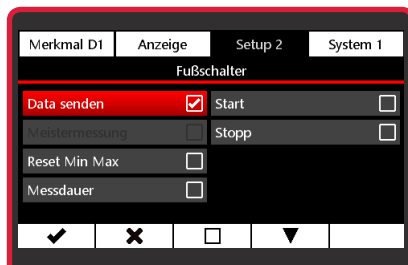 Merkmal D1 Anzeige Setup 2 System 1
Fußschalter
Data senden Start
Meistermessung Stopp
Reset Min Max
Messdauer